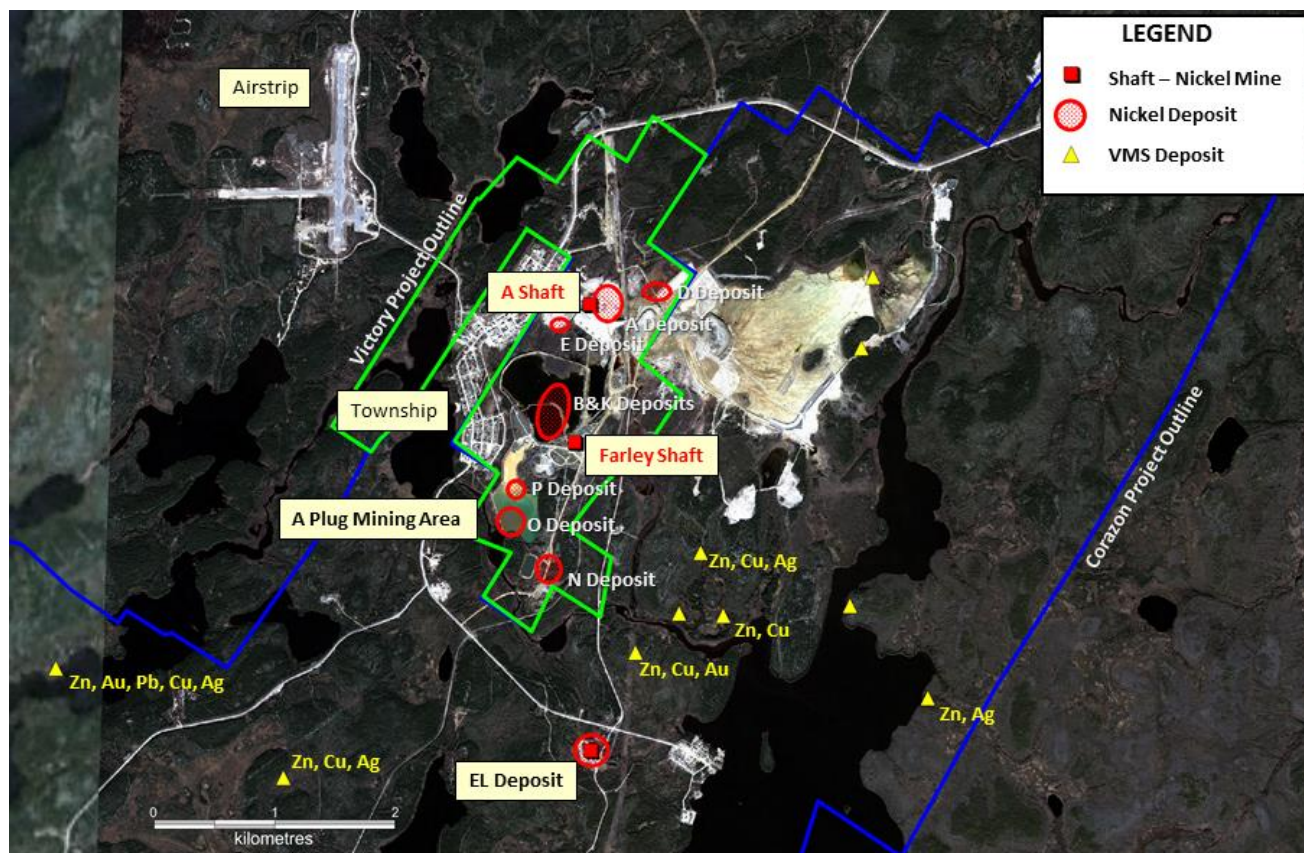 LEGEND
Shaft – Nickel Mine
Nickel Deposit
VMS Deposit
Airstrip
Victory Project Outline
A Shaft
D Deposit
A Deposit
E Deposit
Township
B&K Deposits
Farley Shaft
P Deposit
A Plug Mining Area
O Deposit
N Deposit
Corazon Project Outline
Zn, Cu, Ag
Zn, Cu
Zn, Cu, Au
Zn, Au, Pb, Cu, Ag
Zn, Ag
Zn, Cu, Ag
EL Deposit
0 2
kilometres